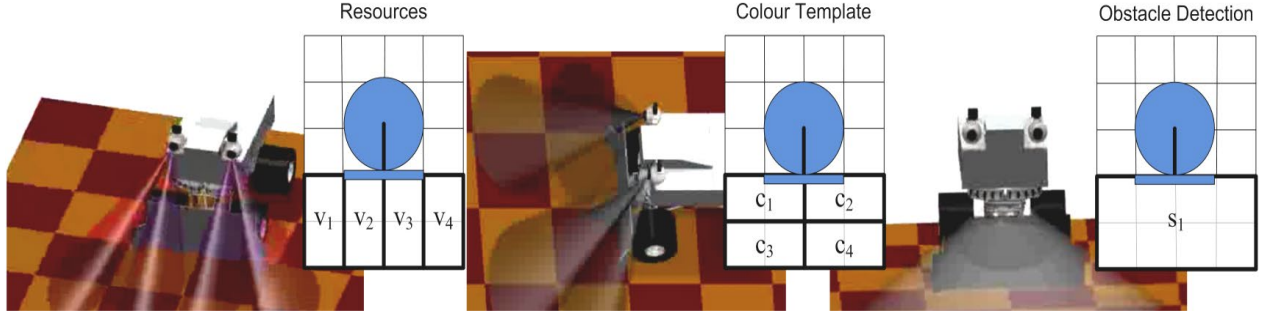 Resources
Colour Template
Obstacle Detection
v1 v2 v3 v4
c1 c2
c3 c4
s1